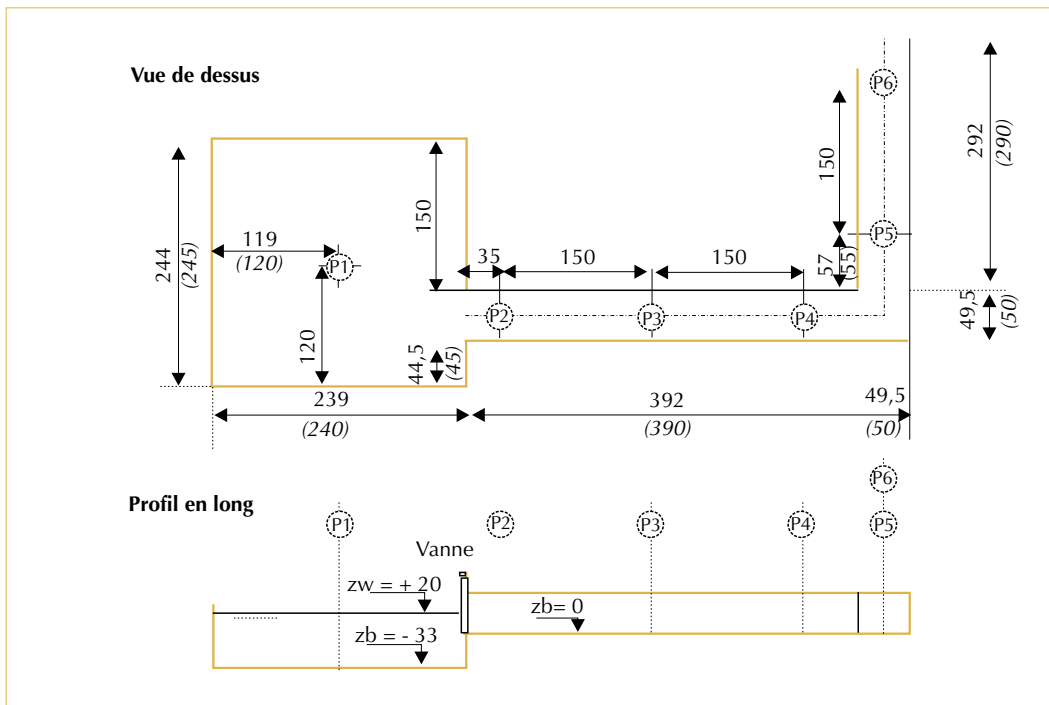 Vue de dessus
P6
292
(290)
150
150
119
(120)
P1
244
(245)
35
150
150
57
(55)
P5
P2
P3
P4
49,5
(50)
120
44,5
(45)
239
(240)
392
(390)
49,5
(50)
Profil en long
P6
P1
P2
P3
P4
P5
Vanne
zw = + 20
zb= 0
zb = - 33